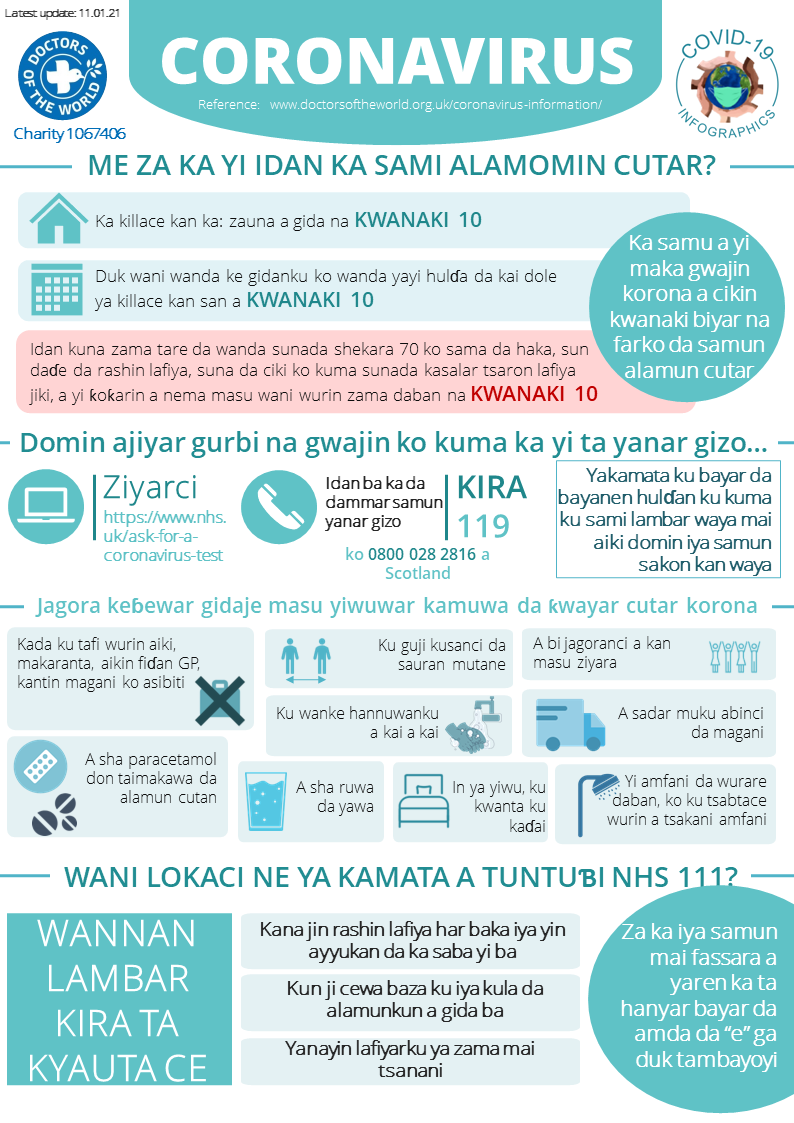 Latest update: 11.01.21
DOCTORS OF THE WORLD
Charity 1067406
CORONAVIRUS
Reference: www.doctorsoftheworld.org.uk/coronavirus-information/
COVID-19
INFOGRAPHICS
ME ZA KA YI IDAN KA SAMI ALAMOMIN CUTAR?
Ka killace kan ka: zauna a gida na KWANAKI 10
Duk wani wanda ke gidanku ko wanda yayi hulɗa da kai dole
ya killace kan san a KWANAKI 10
Idan kuna zama tare da wanda sunada shekara 70 ko sama da haka, sun
daɗe da rashin lafiya, suna da ciki ko kuma sunada kasalar tsaron lafiya
jiki, a yi ƙoƙarin a nema masu wani wurin zama daban na KWANAKI 10
Ka samu a yi
maka gwajin
korona a cikin
kwanaki biyar na
farko da samun
alamun cutar
Domin ajiyar gurbi na gwajin ko kuma ka yi ta yanar gizo...
Ziyarci
https://www.nhs.
uk/ask-for-a-
coronavirus-test
Idan ba ka da
dammar samun
yanar gizo
KIRA
119
ko 0800 028 2816 a
Scotland
Yakamata ku bayar da
bayanen hulɗan ku kuma
ku sami lambar waya mai
aiki domin iya samun
sakon kan waya
Jagora keɓewar gidaje masu yiwuwar kamuwa da ƙwayar cutar korona
Kada ku tafi wurin aiki,
makaranta, aikin fiɗan GP,
kantin magani ko asibiti
Ku guji kusanci da
sauran mutane
A bi jagoranci a kan
masu ziyara
Ku wanke hannuwanku
a kai a kai
A sadar muku abinci
da magani
A sha paracetamol
don taimakawa da
alamun cutan
A sha ruwa
da yawa
In ya yiwu, ku
kwanta ku
kaɗai
Yi amfani da wurare
daban, ko ku tsabtace
wurin a tsakani amfani
WANI LOKACI NE YA KAMATA A TUNTUƁI NHS 111?
WANNAN
LAMBAR
KIRA TA
KYAUTA CE
Kana jin rashin lafiya har baka iya yin
ayyukan da ka saba yi ba
Kun ji cewa baza ku iya kula da
alamunkun a gida ba
Yanayin lafiyarku ya zama mai
tsanani
Za ka iya samun
mai fassara a
yaren ka ta
hanyar bayar da
amda da “e” ga
duk tambayoyi